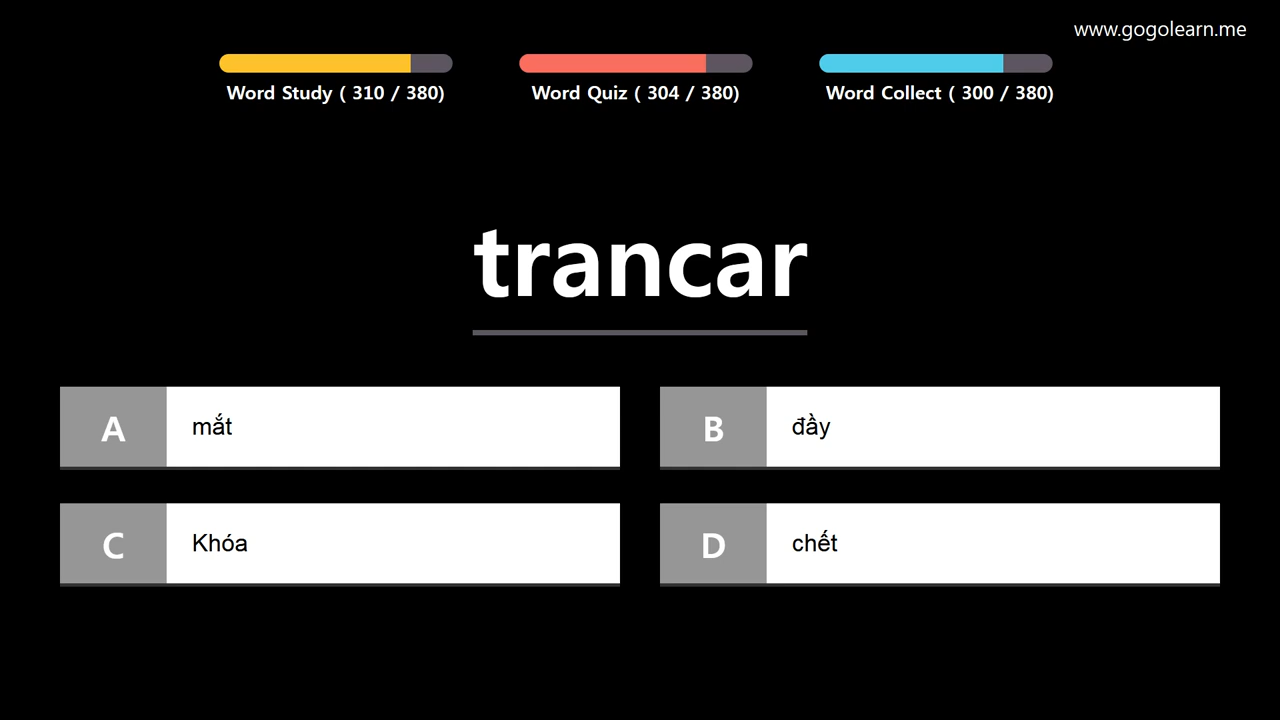 www.gogolearn.me
Word Study ( 310 / 380)
Word Quiz ( 304 / 380)
Word Collect ( 300 / 380)
trancar
A mắt
B đầy
C Khóa
D chết